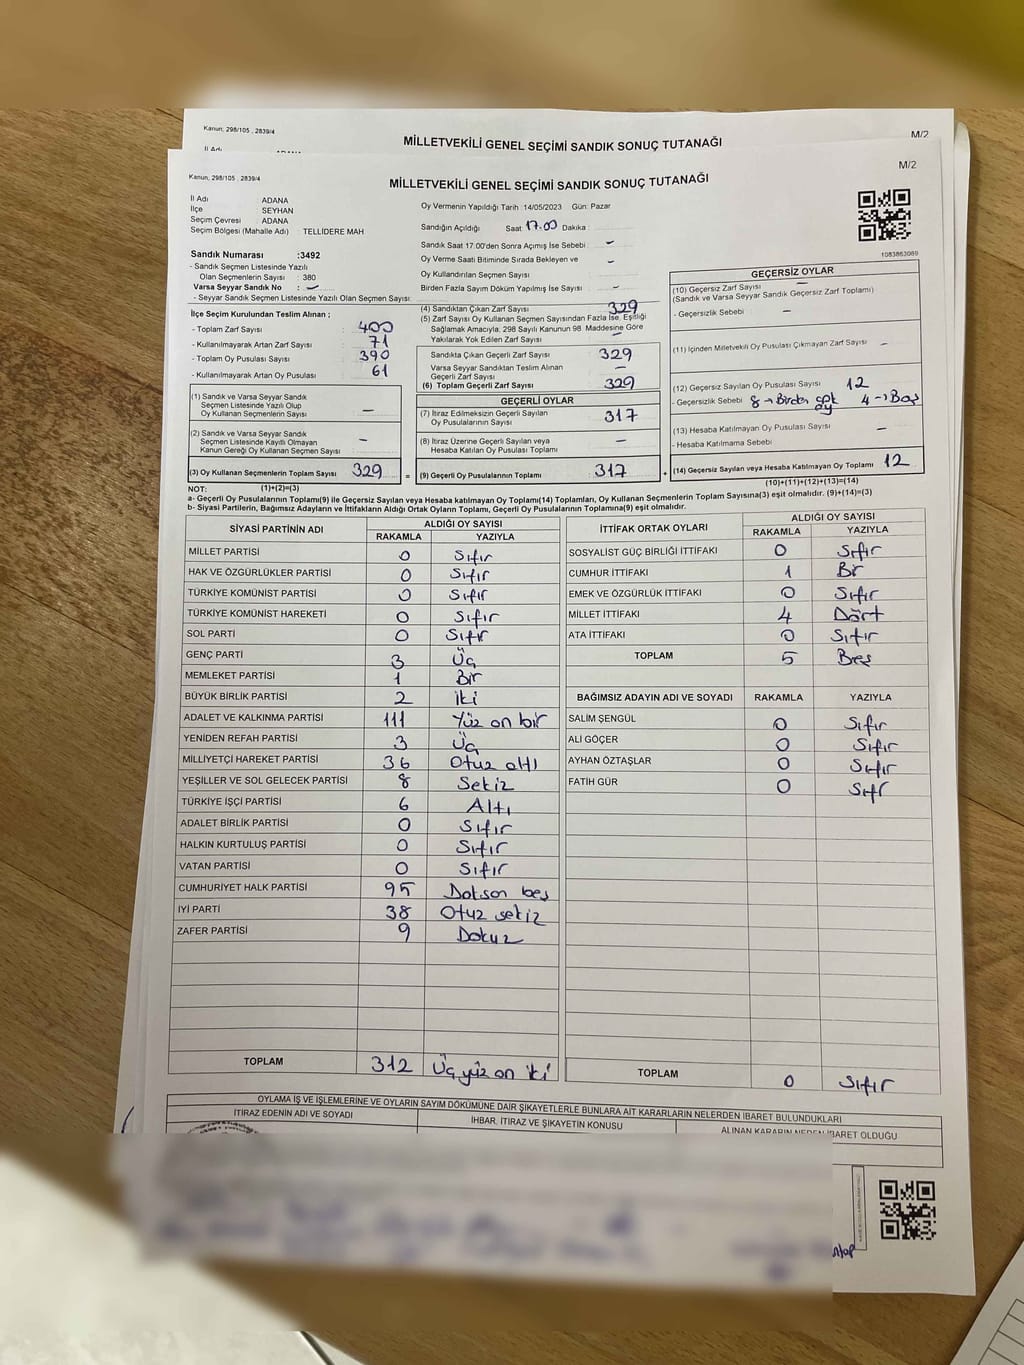 Kanun; 298/105 , 2839/4
MİLLETVEKİLİ GENEL SEÇİMİ SANDIK SONUÇ TUTANAĞI
M/2
İl Adı
Kanun; 298/105 , 2839/4
MİLLETVEKİLİ GENEL SEÇİMİ SANDIK SONUÇ TUTANAĞI
M/2
İl Adı ADANA
İlçe SEYHAN
Seçim Çevresi ADANA
Seçim Bölgesi (Mahalle Adı) : TELLİDERE MAH
Oy Vermenin Yapıldığı Tarih :14/05/2023 Gün: Pazar
Sandığın Açıldığı Saat 17.00 Dakika :
Sandık Saat 17.00'den Sonra Açımış İse Sebebi : -
Oy Verme Saati Bitiminde Sırada Bekleyen ve -
Oy Kullandırılan Seçmen Sayısı
Birden Fazla Sayım Döküm Yapılmış İse Sayısı : -
1083863089
Sandık Numarası :3492
- Sandık Seçmen Listesinde Yazılı
Olan Seçmenlerin Sayısı : 380
Varsa Seyyar Sandık No : -
- Seyyar Sandık Seçmen Listesinde Yazılı Olan Seçmen Sayısı:
İlçe Seçim Kurulundan Teslim Alınan ;
- Toplam Zarf Sayısı : 400
- Kullanılmayarak Artan Zarf Sayısı : 71
- Toplam Oy Pusulası Sayısı : 390
- Kullanılmayarak Artan Oy Pusulası : 61
(1) Sandık ve Varsa Seyyar Sandık
Seçmen Listesinde Yazılı Olup
Oy Kullanan Seçmenlerin Sayısı -
(2) Sandık ve Varsa Seyyar Sandık
Seçmen Listesinde Kayıtlı Olmayan
Kanun Gereği Oy Kullanan Seçmen Sayısı -
(3) Oy Kullanan Seçmenlerin Toplam Sayısı 329 =
(1)+(2)=(3)
(4) Sandıktan Çıkan Zarf Sayısı 329
(5) Zarf Sayısı Oy Kullanan Seçmen Sayısından Fazla İse, Eşitliği
Sağlamak Amacıyla, 298 Sayılı Kanunun 98. Maddesine Göre
Yakılarak Yok Edilen Zarf Sayısı -
Sandıkta Çıkan Geçerli Zarf Sayısı 329
Varsa Seyyar Sandıktan Teslim Alınan
Geçerli Zarf Sayısı -
(6) Toplam Geçerli Zarf Sayısı 329
GEÇERLİ OYLAR
(7) İtiraz Edilmeksizin Geçerli Sayılan
Oy Pusulalarının Sayısı 317
(8) İtiraz Üzerine Geçerli Sayılan veya
Hesaba Katılan Oy Pusulası Toplamı -
(9) Geçerli Oy Pusulalarının Toplamı 317 +
GEÇERSİZ OYLAR
(10) Geçersiz Zarf Sayısı -
(Sandık ve Varsa Seyyar Sandık Geçersiz Zarf Toplamı)
- Geçersizlik Sebebi : -
(11) İçinden Milletvekili Oy Pusulası Çıkmayan Zarf Sayısı -
(12) Geçersiz Sayılan Oy Pusulası Sayısı 12
- Geçersizlik Sebebi 8 → Birden çok oy 4 → Boş
(13) Hesaba Katılmayan Oy Pusulası Sayısı -
- Hesaba Katılmama Sebebi
(14) Geçersiz Sayılan veya Hesaba Katılmayan Oy Toplamı 12
(10)+(11)+(12)+(13)=(14)
NOT:
a- Geçerli Oy Pusulalarının Toplamı(9) ile Geçersiz Sayılan veya Hesaba katılmayan Oy Toplamı(14) Toplamları, Oy Kullanan Seçmenlerin Toplam Sayısına(3) eşit olmalıdır. (9)+(14)=(3)
b- Siyasi Partilerin, Bağımsız Adayların ve İttifakların Aldığı Ortak Oyların Toplamı, Geçerli Oy Pusulalarının Toplamına(9) eşit olmalıdır.
SİYASİ PARTİNİN ADI ALDIĞI OY SAYISI
RAKAMLA YAZIYLA
MİLLET PARTİSİ 0 Sıfır
HAK VE ÖZGÜRLÜKLER PARTİSİ 0 Sıfır
TÜRKİYE KOMÜNİST PARTİSİ 0 Sıfır
TÜRKİYE KOMÜNİST HAREKETİ 0 Sıfır
SOL PARTİ 0 Sıfır
GENÇ PARTİ 3 Üç
MEMLEKET PARTİSİ 1 Bir
BÜYÜK BİRLİK PARTİSİ 2 iki
ADALET VE KALKINMA PARTİSİ 111 Yüz on bir
YENİDEN REFAH PARTİSİ 3 Üç
MİLLİYETÇİ HAREKET PARTİSİ 36 Otuz altı
YEŞİLLER VE SOL GELECEK PARTİSİ 8 Sekiz
TÜRKİYE İŞÇİ PARTİSİ 6 Altı
ADALET BİRLİK PARTİSİ 0 Sıfır
HALKIN KURTULUŞ PARTİSİ 0 Sıfır
VATAN PARTİSİ 0 Sıfır
CUMHURİYET HALK PARTİSİ 95 Doksan beş
İYİ PARTİ 38 Otuz sekiz
ZAFER PARTİSİ 9 Dokuz
TOPLAM 312 Üç yüz on iki
İTTİFAK ORTAK OYLARI ALDIĞI OY SAYISI
RAKAMLA YAZIYLA
SOSYALİST GÜÇ BİRLİĞİ İTTİFAKI 0 Sıfır
CUMHUR İTTİFAKI 1 Bir
EMEK VE ÖZGÜRLÜK İTTİFAKI 0 Sıfır
MİLLET İTTİFAKI 4 Dört
ATA İTTİFAKI 0 Sıfır
TOPLAM 5 Beş
BAĞIMSIZ ADAYIN ADI VE SOYADI RAKAMLA YAZIYLA
SALİM ŞENGÜL 0 Sıfır
ALİ GÖÇER 0 Sıfır
AYHAN ÖZTAŞLAR 0 Sıfır
FATİH GÜR 0 Sıfr
TOPLAM 0 Sıfır
OYLAMA İŞ VE İŞLEMLERİNE VE OYLARIN SAYIM DÖKÜMÜNE DAİR ŞİKAYETLERLE BUNLARA AİT KARARLARIN NELERDEN İBARET BULUNDUKLARI
İTİRAZ EDENİN ADI VE SOYADI
İHBAR, İTİRAZ VE ŞİKAYETİN KONUSU
ALINAN KARARIN NEDEN İBARET OLDUĞU